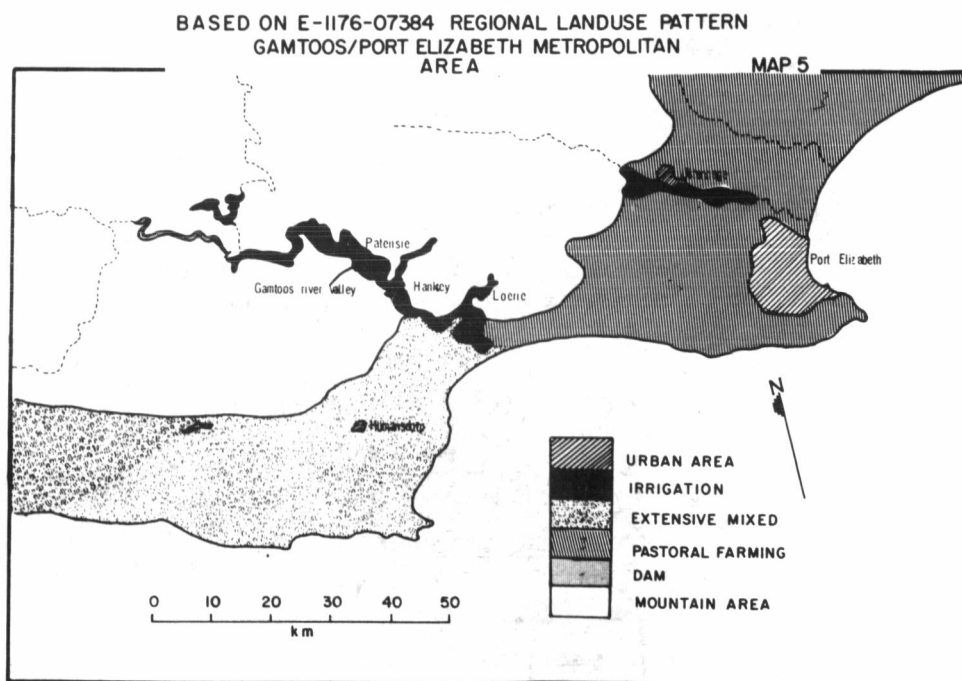 BASED ON E-1176-07384 REGIONAL LANDUSE PATTERN
GAMTOOS/PORT ELIZABETH METROPOLITAN
AREA
MAP 5
Patensie
Gamtoos river valley
Hankey
Loerie
Port Elizabeth
Humansdorp
N
URBAN AREA
IRRIGATION
EXTENSIVE MIXED
PASTORAL FARMING
DAM
MOUNTAIN AREA
0 10 20 30 40 50
km